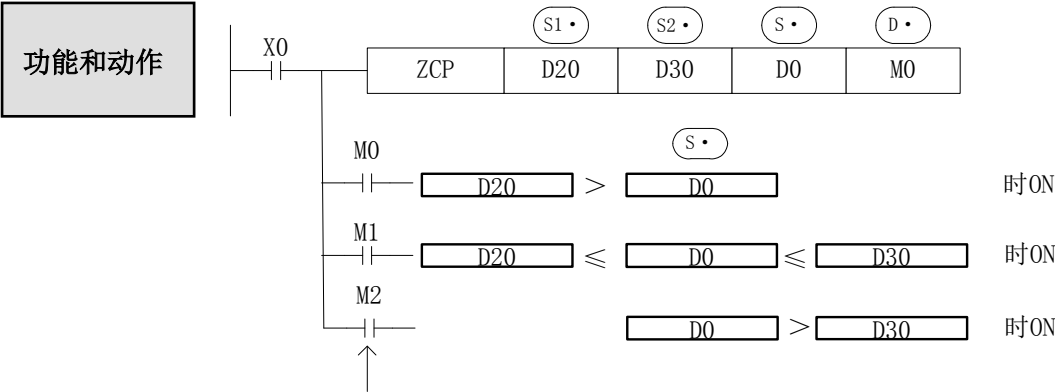 S1· S2· S· D·
功能和动作
X0
ZCP D20 D30 D0 M0
S·
M0
D20 > D0 时ON
M1
D20 ≤ D0 ≤ D30 时ON
M2
D0 > D30 时ON